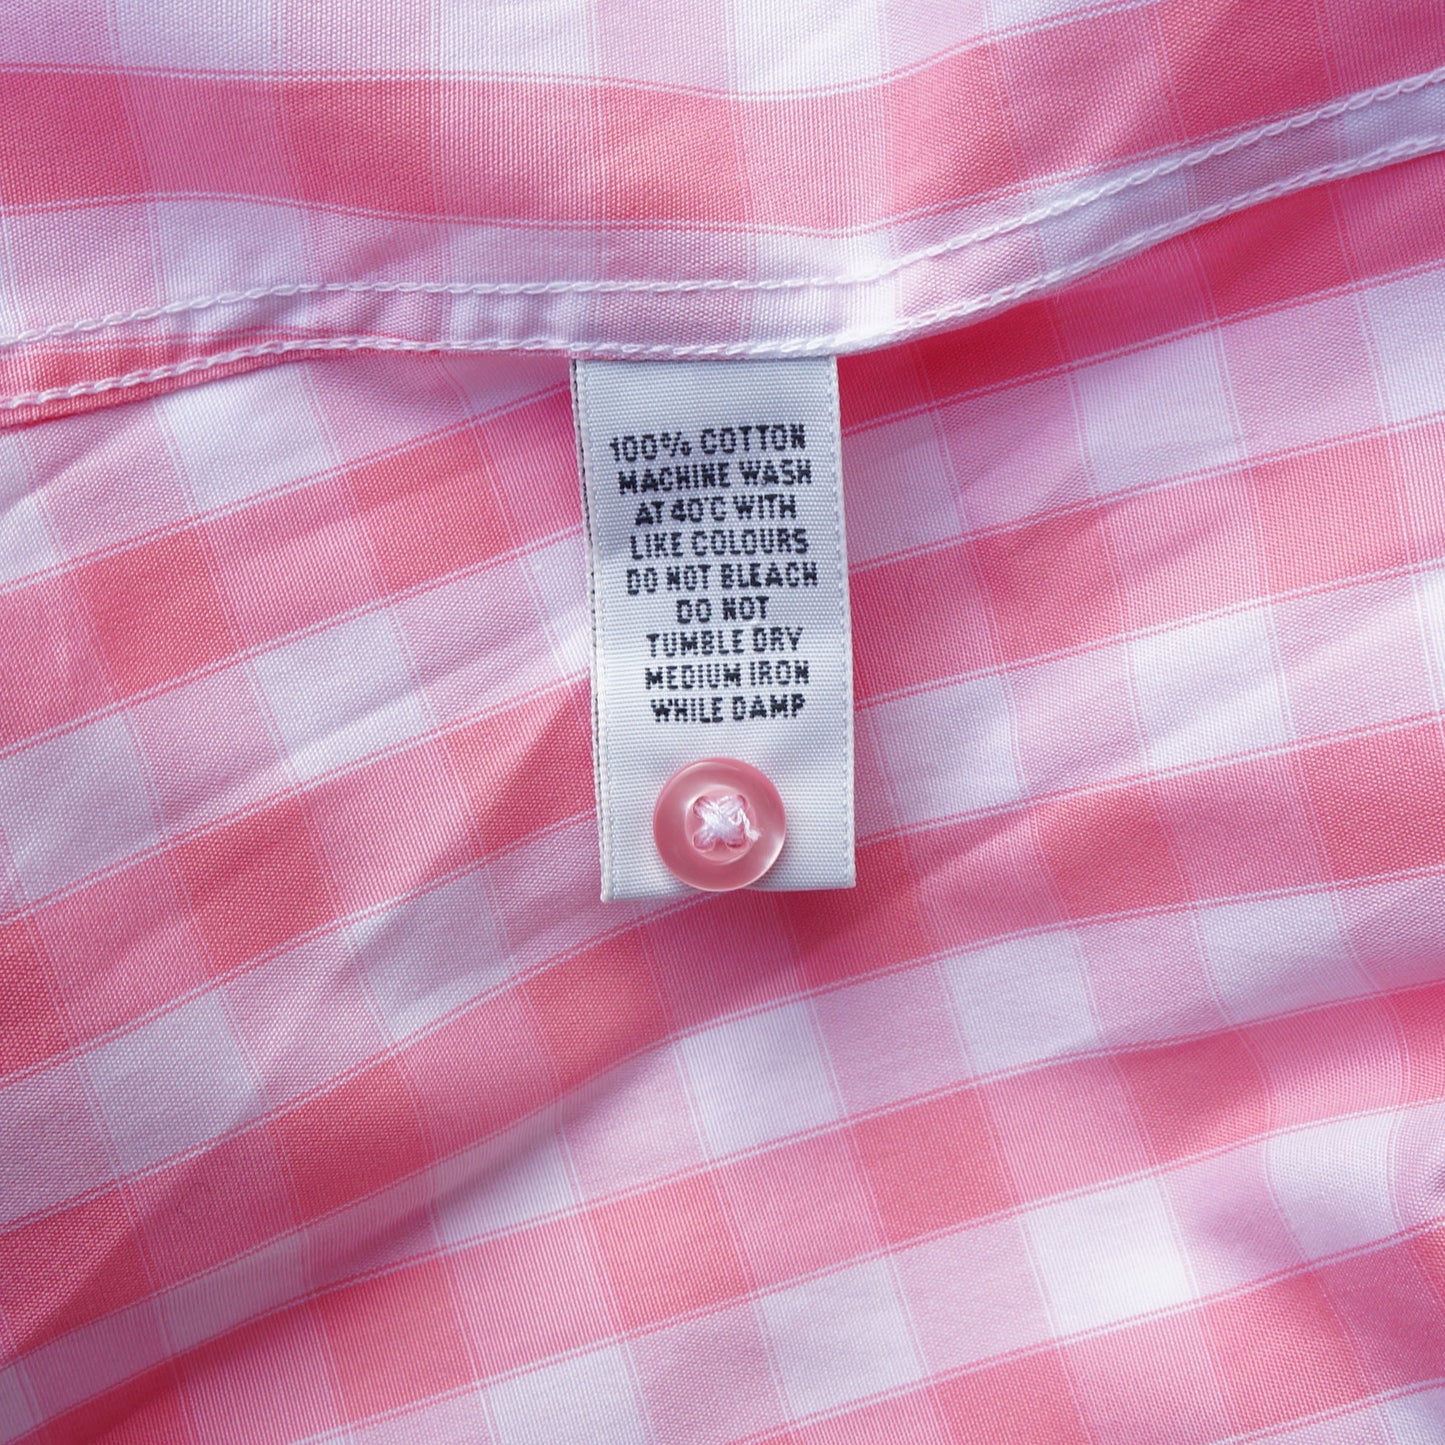 100% COTTON
MACHINE WASH
AT 40°C WITH
LIKE COLOURS
DO NOT BLEACH
DO NOT
TUMBLE DRY
MEDIUM IRON
WHILE DAMP